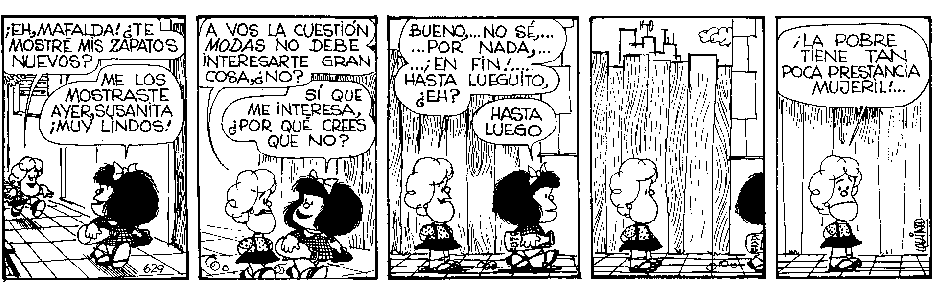 ¡EH, MAFALDA! ¿TE
MOSTRÉ MIS ZAPATOS
NUEVOS?
ME LOS
MOSTRASTE
AYER, SUSANITA
¡MUY LINDOS!
629
A VOS LA CUESTIÓN
MODAS NO DEBE
INTERESARTE GRAN
COSA, ¿NO?
SÍ QUE
ME INTERESA,
¿POR QUÉ CREES
QUE NO?
BUENO,...NO SÉ,...
...POR NADA,...
...¡EN FIN!....
HASTA LUEGUITO,
¿EH?
HASTA
LUEGO
¡LA POBRE
TIENE TAN
POCA PRESTANCIA
MUJERIL!...
QUINO